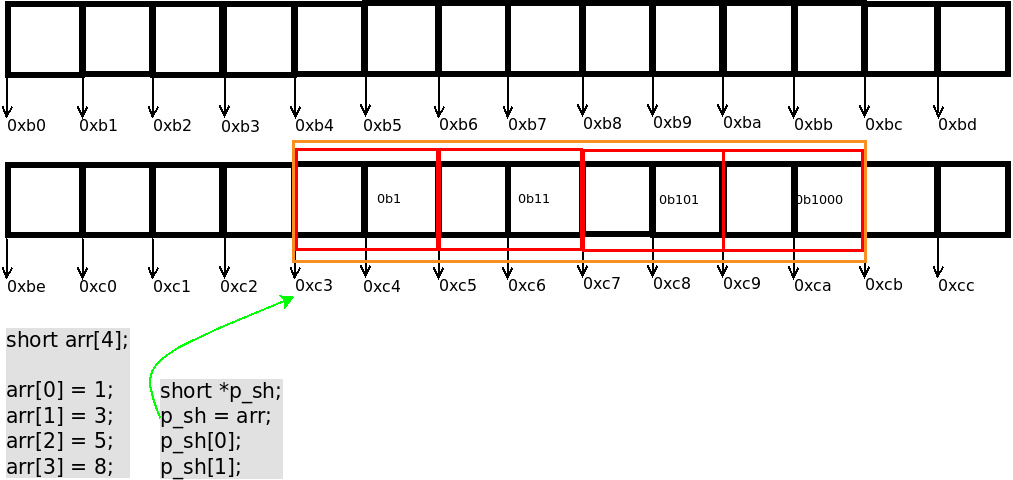 0xb0 0xb1 0xb2 0xb3 0xb4 0xb5 0xb6 0xb7 0xb8 0xb9 0xba 0xbb 0xbc 0xbd
0b1 0b11 0b101 0b1000
0xbe 0xc0 0xc1 0xc2 0xc3 0xc4 0xc5 0xc6 0xc7 0xc8 0xc9 0xca 0xcb 0xcc
short arr[4];
arr[0] = 1;
arr[1] = 3;
arr[2] = 5;
arr[3] = 8;
short *p_sh;
p_sh = arr;
p_sh[0];
p_sh[1];